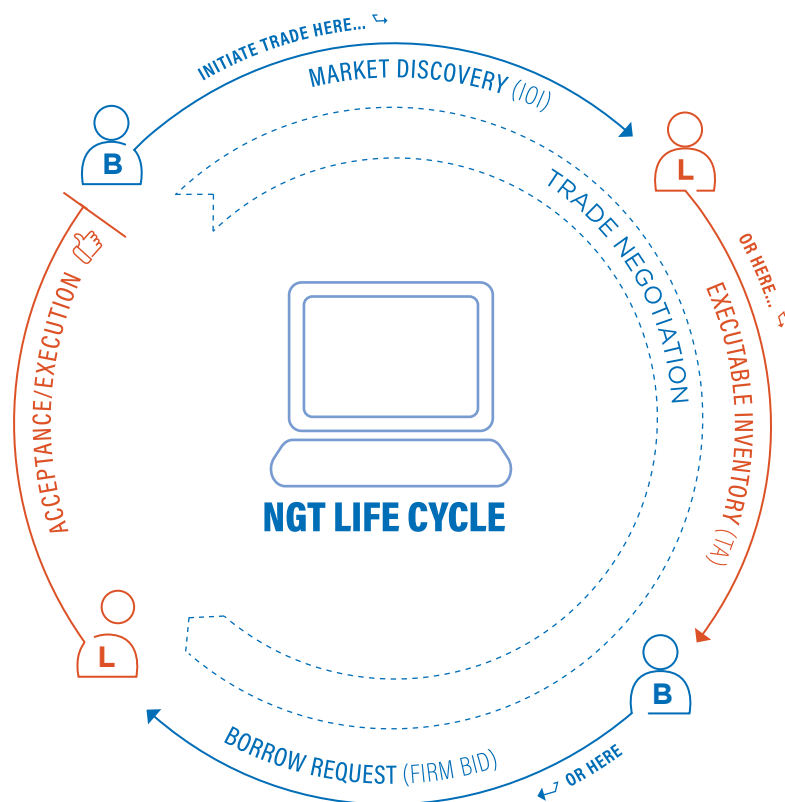 INITIATE TRADE HERE...
MARKET DISCOVERY (IOI)
B
L
OR HERE...
EXECUTABLE INVENTORY (TA)
TRADE NEGOTIATION
B
OR HERE
BORROW REQUEST (FIRM BID)
L
ACCEPTANCE/EXECUTION
NGT LIFE CYCLE